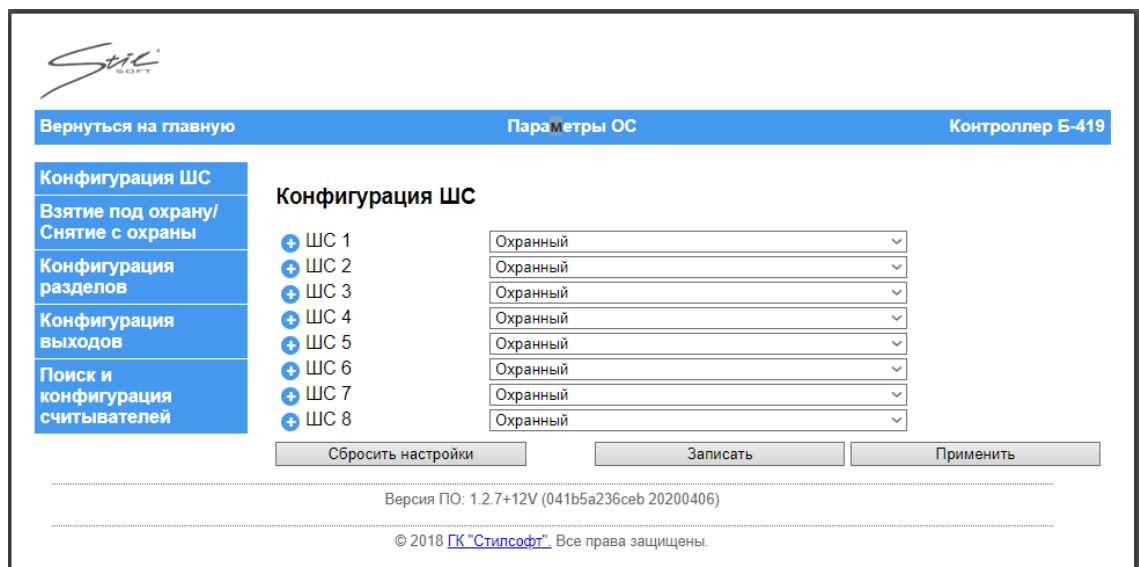 Stil
SOFT
Вернуться на главную Параметры ОС Контроллер Б-419
Конфигурация ШС
Взятие под охрану/
Снятие с охраны
Конфигурация
разделов
Конфигурация
выходов
Поиск и
конфигурация
считывателей
Конфигурация ШС
ШС 1 Охранный
ШС 2 Охранный
ШС 3 Охранный
ШС 4 Охранный
ШС 5 Охранный
ШС 6 Охранный
ШС 7 Охранный
ШС 8 Охранный
Сбросить настройки Записать Применить
Версия ПО: 1.2.7+12V (041b5a236ceb 20200406)
© 2018 ГК "Стилсофт". Все права защищены.